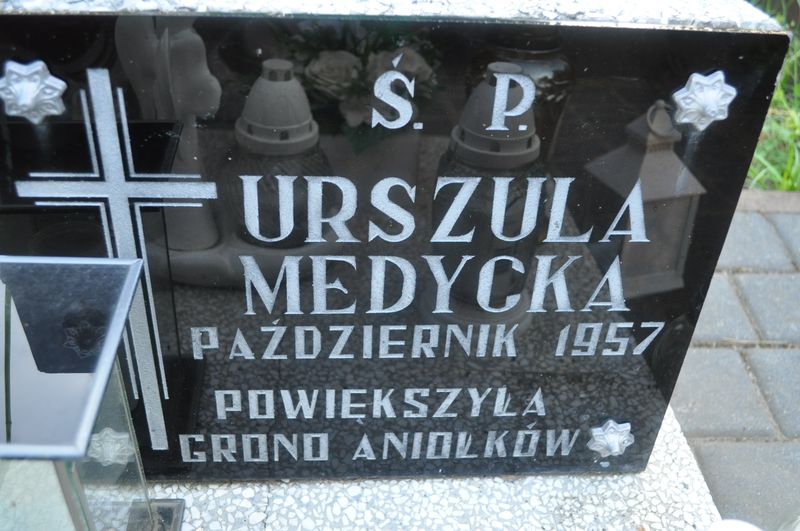 Ś. P.
URSZULA
MEDYCKA
PAŹDZIERNIK 1957
POWIĘKSZYŁA
GRONO ANIOŁKÓW